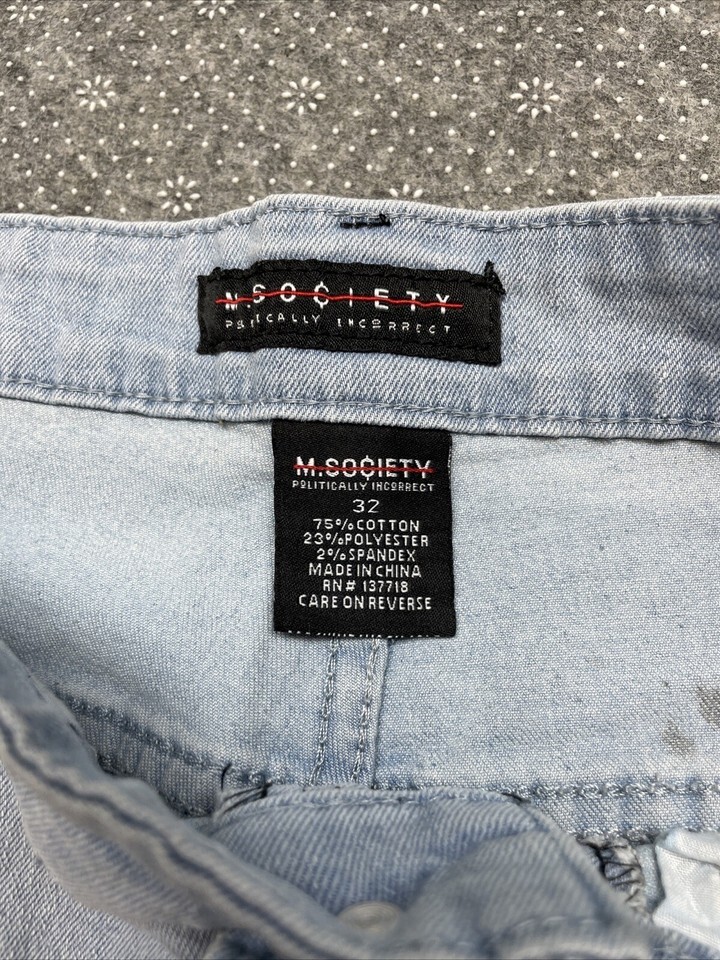 M.SO$IETY
POLITICALLY INCORRECT
M.SO$IETY
POLITICALLY INCORRECT
32
75%COTTON
23%POLYESTER
2%SPANDEX
MADE IN CHINA
RN# 137718
CARE ON REVERSE